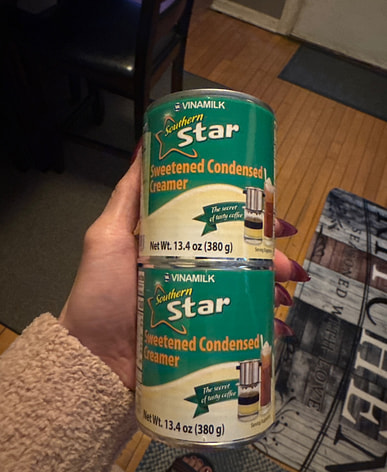 VINAMILK
Southern
Star
Sweetened Condensed
Creamer
The secret
of tasty coffee
Net Wt. 13.4 oz (380 g)
VINAMILK
Southern
Star
Sweetened Condensed
Creamer
The secret
of tasty coffee
Net Wt. 13.4 oz (380 g)